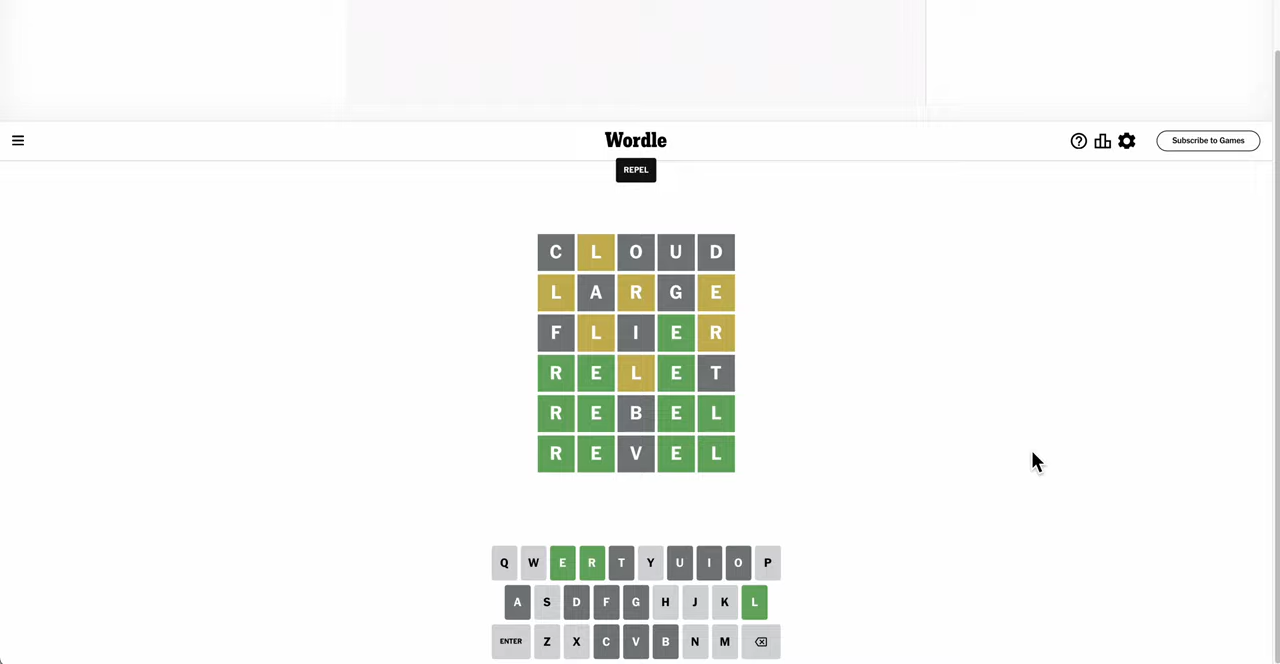 Wordle
Subscribe to Games
REPEL
C L O U D
L A R G E
F L I E R
R E L E T
R E B E L
R E V E L
Q W E R T Y U I O P
A S D F G H J K L
ENTER Z X C V B N M